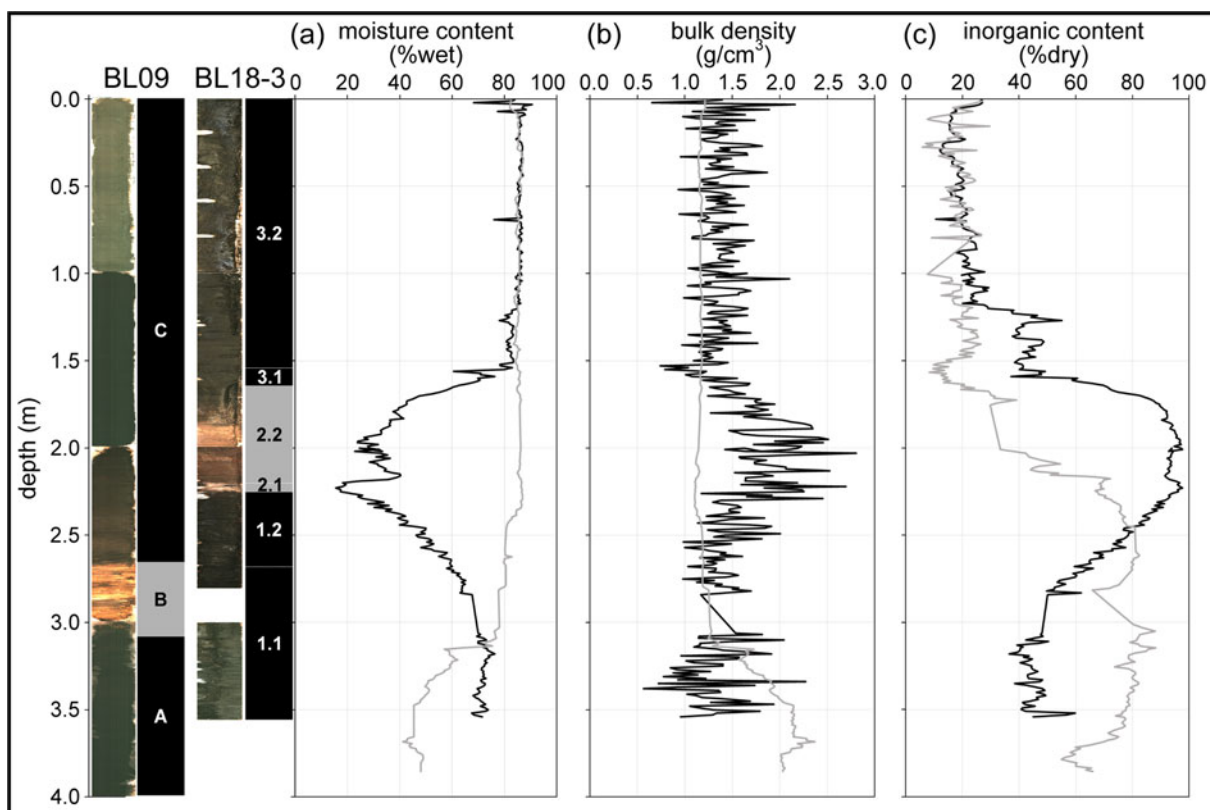 (a) moisture content (b) bulk density (c) inorganic content
BL09 BL18-3 (%wet) (g/cm³) (%dry)
0 20 40 60 80 100 0.0 0.5 1.0 1.5 2.0 2.5 3.0 0 20 40 60 80 100
0.0
0.5
3.2
1.0
C
1.5
3.1
depth (m)
2.0
2.2
2.1
2.5
1.2
B
3.0
1.1
3.5
A
4.0